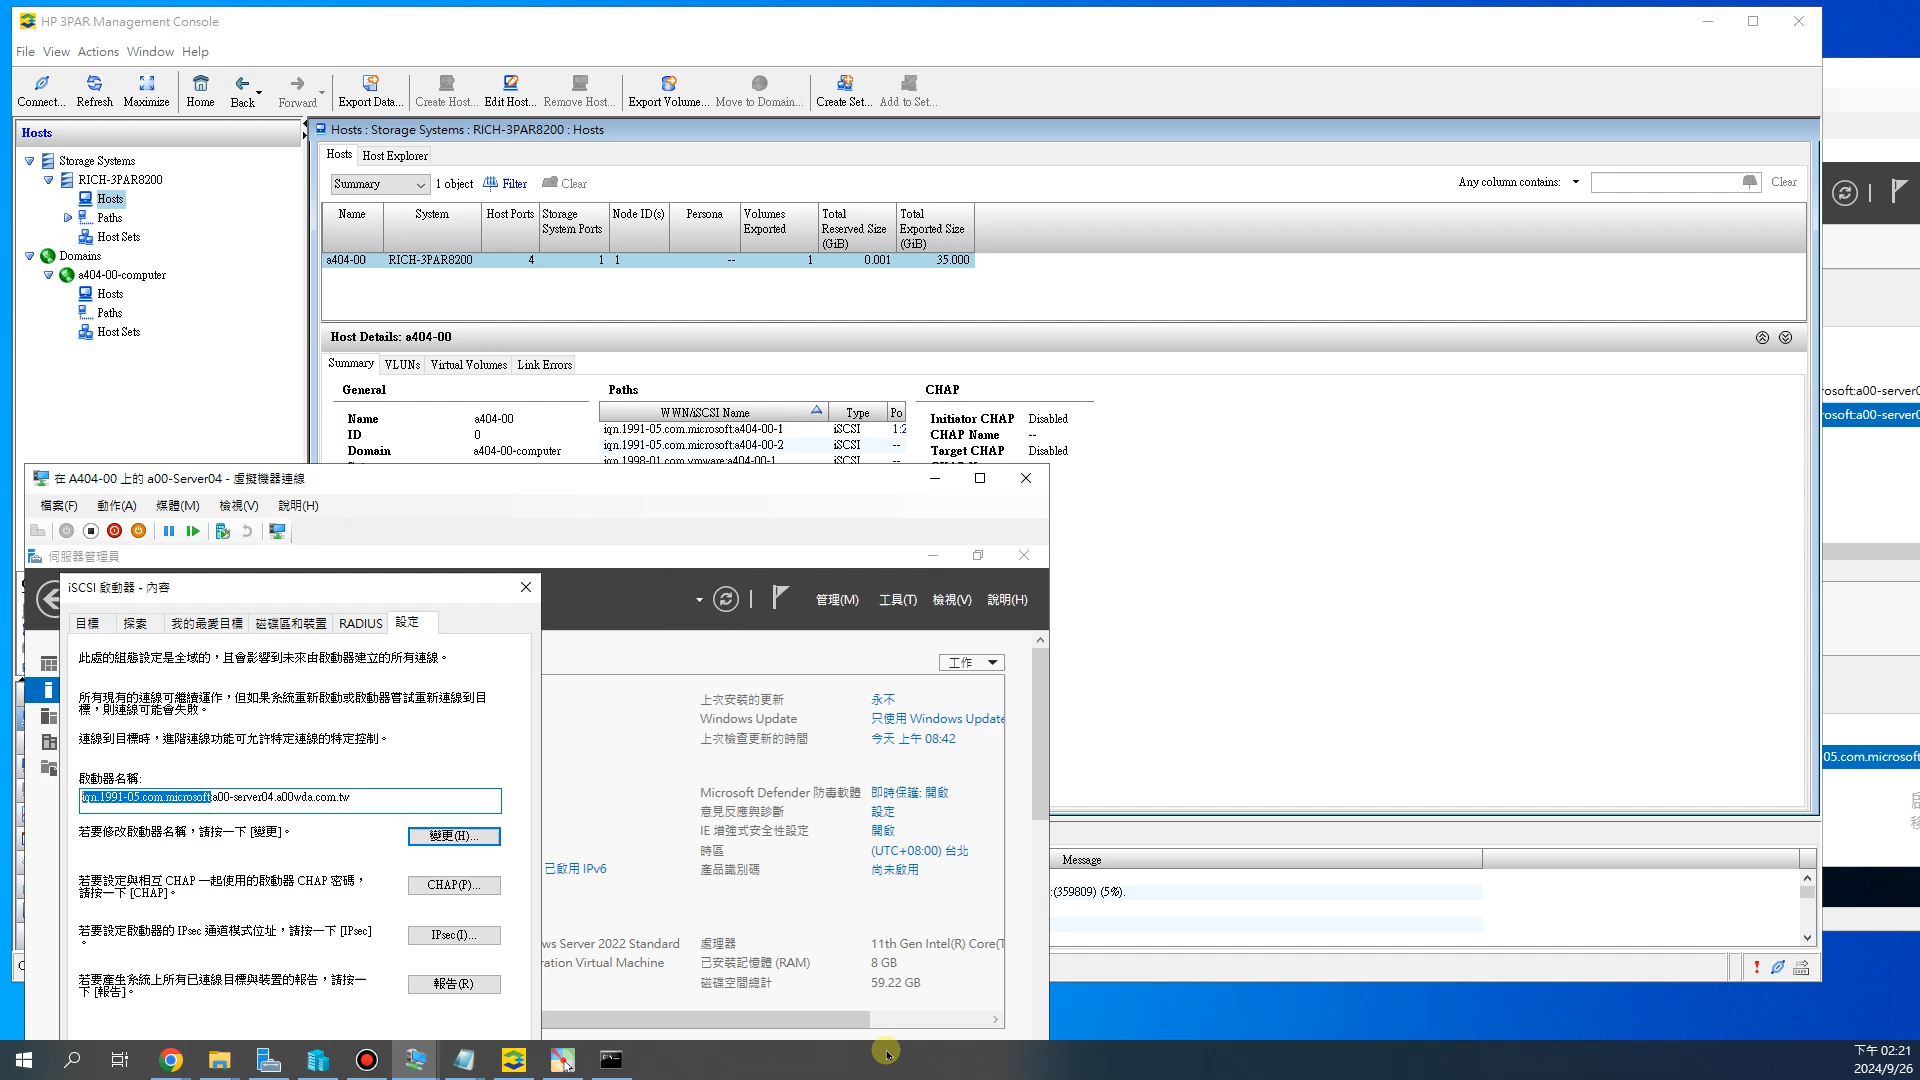 HP 3PAR Management Console
File View Actions Window Help
Connect... Refresh Maximize Home Back Forward Export Data... Create Host... Edit Host... Remove Host... Export Volume... Move to Domain... Create Set... Add to Set...
Hosts
Storage Systems
RICH-3PAR8200
Hosts
Paths
Host Sets
Domains
a404-00-computer
Hosts
Paths
Host Sets
Hosts : Storage Systems : RICH-3PAR8200 : Hosts
Hosts Host Explorer
Summary 1 object Filter Clear Any column contains: Clear
Name System Host Ports Storage System Ports Node ID(s) Persona Volumes Exported Total Reserved Size (GiB) Total Exported Size (GiB)
a404-00 RICH-3PAR8200 4 1 1 -- 1 0.001 35.000
Host Details: a404-00
Summary VLUNs Virtual Volumes Link Errors
General Paths CHAP
Name a404-00
ID 0
Domain a404-00-computer
WWN/iSCSI Name Type Po
iqn.1991-05.com.microsoft:a404-00-1 iSCSI 1:2
iqn.1991-05.com.microsoft:a404-00-2 iSCSI --
iqn.1998-01.com.vmware:a404-00-1 iSCSI --
Initiator CHAP Disabled
CHAP Name --
Target CHAP Disabled
rosoft:a00-server0
rosoft:a00-server0
05.com.microsoft
在 A404-00 上的 a00-Server04 - 虛擬機器連線
檔案(F) 動作(A) 媒體(M) 檢視(V) 說明(H)
伺服器管理員
管理(M) 工具(T) 檢視(V) 說明(H)
iSCSI 啟動器 - 內容
目標 探索 我的最愛目標 磁碟區和裝置 RADIUS 設定
此處的組態設定是全域的，且會影響到未來由啟動器建立的所有連線。
所有現有的連線可繼續運作，但如果系統重新啟動或啟動器嘗試重新連線到目
標，則連線可能會失敗。
連線到目標時，進階連線功能可允許特定連線的特定控制。
啟動器名稱:
iqn.1991-05.com.microsoft:a00-server04.a00wda.com.tw
若要修改啟動器名稱，請按一下 [變更]。
變更(H)...
若要設定與相互 CHAP 一起使用的啟動器 CHAP 密碼，
請按一下 [CHAP]。
CHAP(P)...
若要設定啟動器的 IPsec 通道模式位址，請按一下 [IPsec]
。
IPsec(I)...
若要產生系統上所有已連線目標與裝置的報告，請按一
下 [報告]。
報告(R)
工作
上次安裝的更新 永不
Windows Update 只使用 Windows Update
上次檢查更新的時間 今天 上午 08:42
Microsoft Defender 防毒軟體 即時保護: 開啟
意見反應與診斷 設定
IE 增強式安全性設定 開啟
時區 (UTC+08:00) 台北
已啟用 IPv6 產品識別碼 尚未啟用
ws Server 2022 Standard 處理器 11th Gen Intel(R) Core(T
ration Virtual Machine 已安裝記憶體 (RAM) 8 GB
磁碟空間總計 59.22 GB
Message
:(359809) (5%).
下午 02:21
2024/9/26